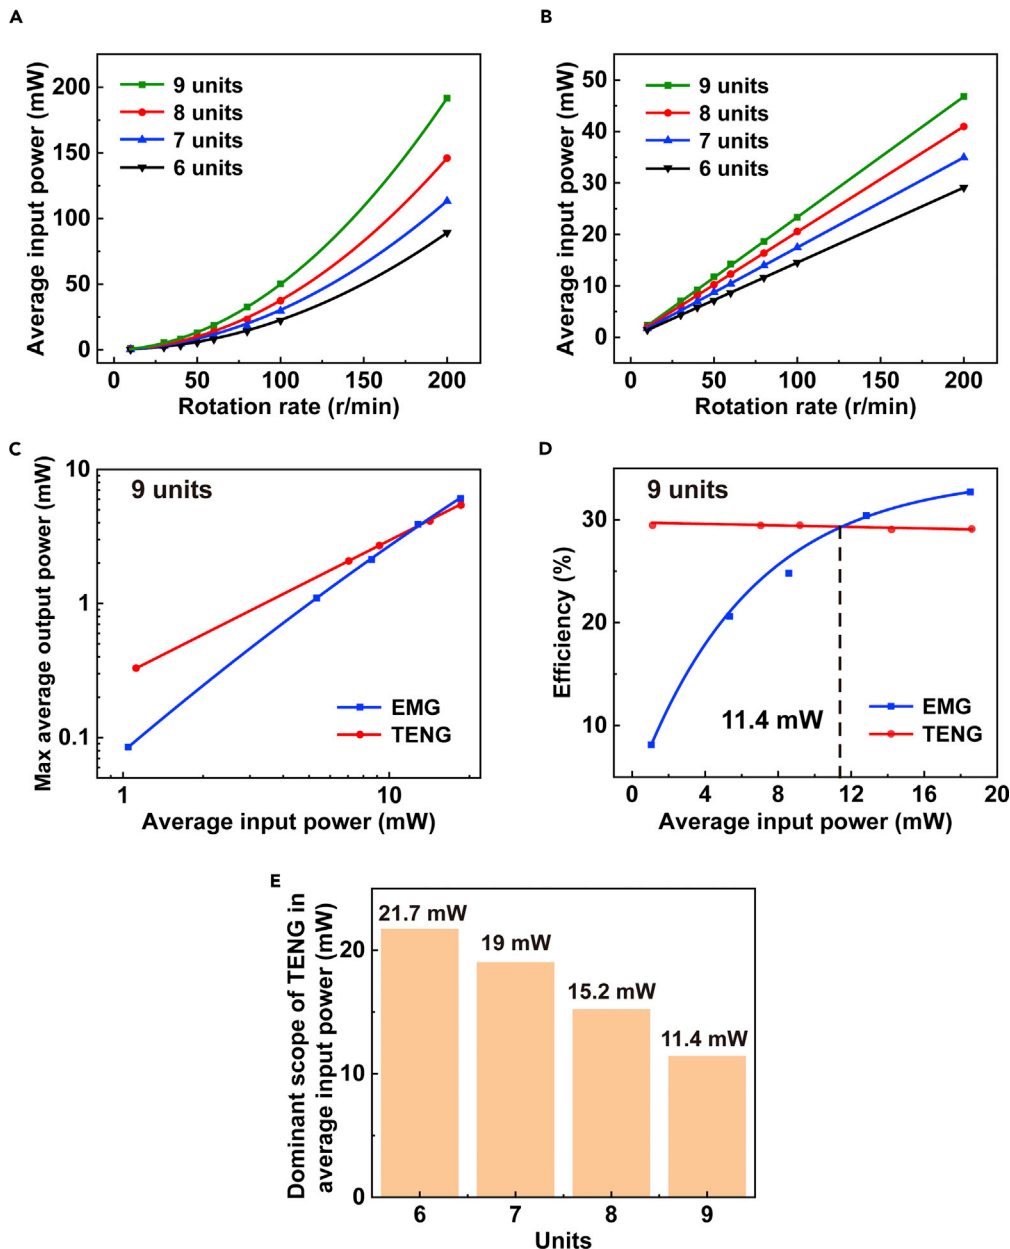 A
Average input power (mW)
200
150
100
50
0
9 units
8 units
7 units
6 units
0 50 100 150 200
Rotation rate (r/min)
B
Average input power (mW)
50
40
30
20
10
0
9 units
8 units
7 units
6 units
0 50 100 150 200
Rotation rate (r/min)
C
Max average output power (mW)
10
1
0.1
9 units
EMG
TENG
1 10
Average input power (mW)
D
Efficiency (%)
30
20
10
9 units
11.4 mW
EMG
TENG
0 4 8 12 16 20
Average input power (mW)
E
Dominant scope of TENG in
average input power (mW)
20
10
0
21.7 mW
19 mW
15.2 mW
11.4 mW
6 7 8 9
Units